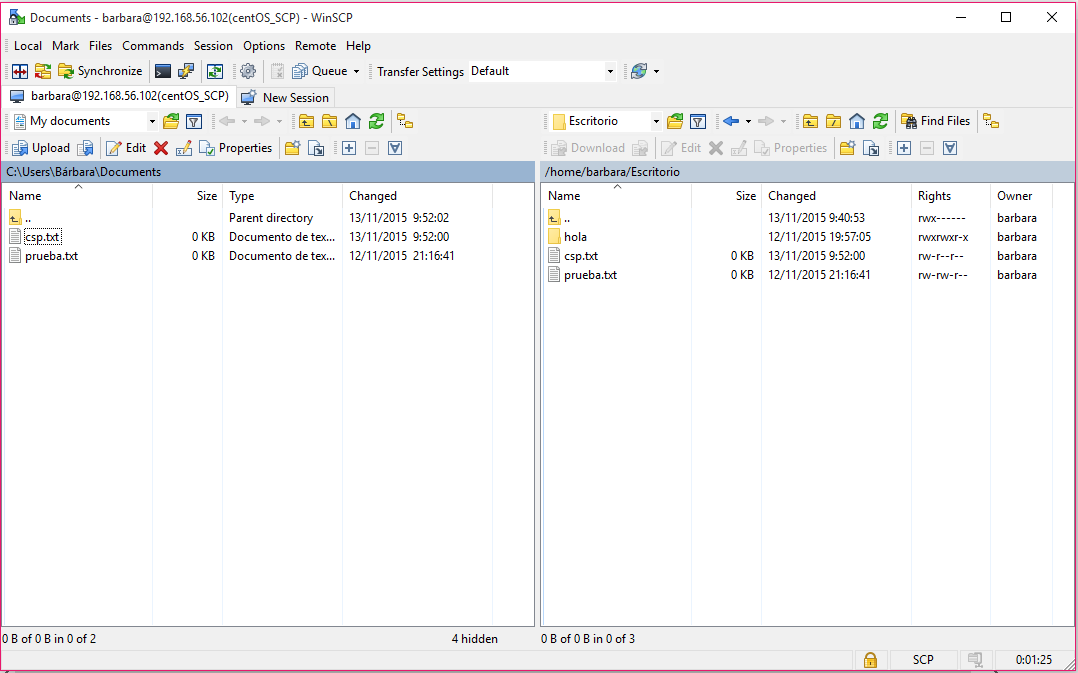 Documents - barbara@192.168.56.102(centOS_SCP) - WinSCP
Local Mark Files Commands Session Options Remote Help
Synchronize Queue Transfer Settings Default
barbara@192.168.56.102(centOS_SCP) New Session
My documents Escritorio Find Files
Upload Edit Properties Download Edit Properties
C:\Users\Bárbara\Documents /home/barbara/Escritorio
Name Size Type Changed Name Size Changed Rights Owner
.. Parent directory 13/11/2015 9:52:02 .. 13/11/2015 9:40:53 rwx------ barbara
csp.txt 0 KB Documento de tex... 13/11/2015 9:52:00 hola 12/11/2015 19:57:05 rwxrwxr-x barbara
prueba.txt 0 KB Documento de tex... 12/11/2015 21:16:41 csp.txt 0 KB 13/11/2015 9:52:00 rw-r--r-- barbara
prueba.txt 0 KB 12/11/2015 21:16:41 rw-rw-r-- barbara
0 B of 0 B in 0 of 2 4 hidden 0 B of 0 B in 0 of 3
SCP 0:01:25